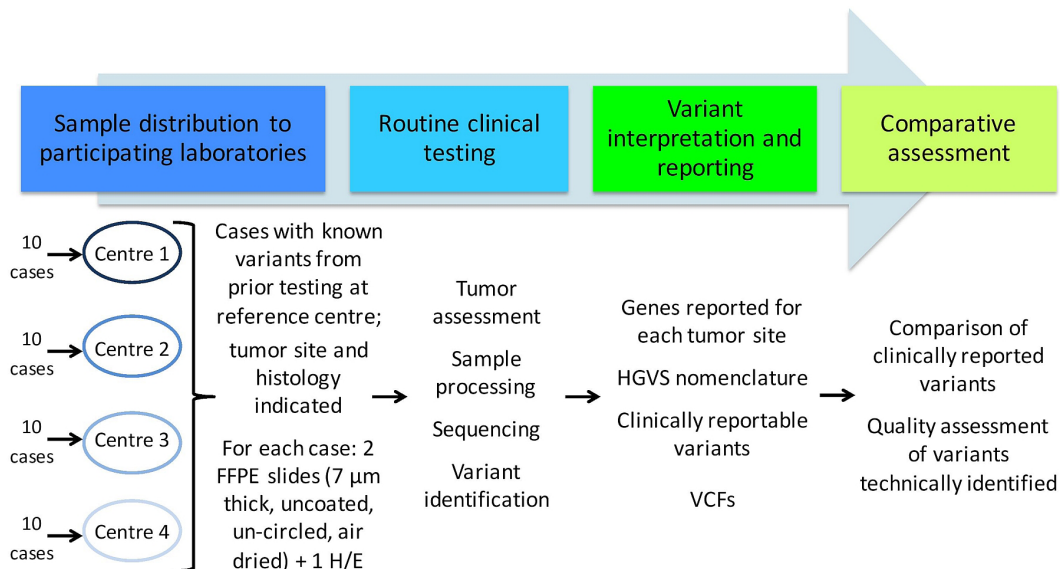 Sample distribution to
participating laboratories
Routine clinical
testing
Variant
interpretation and
reporting
Comparative
assessment
10
cases
Centre 1
10
cases
Centre 2
10
cases
Centre 3
10
cases
Centre 4
Cases with known
variants from
prior testing at
reference centre;
tumor site and
histology
indicated
For each case: 2
FFPE slides (7 µm
thick, uncoated,
un-circled, air
dried) + 1 H/E
Tumor
assessment
Sample
processing
Sequencing
Variant
identification
Genes reported for
each tumor site
HGVS nomenclature
Clinically reportable
variants
VCFs
Comparison of
clinically reported
variants
Quality assessment
of variants
technically identified